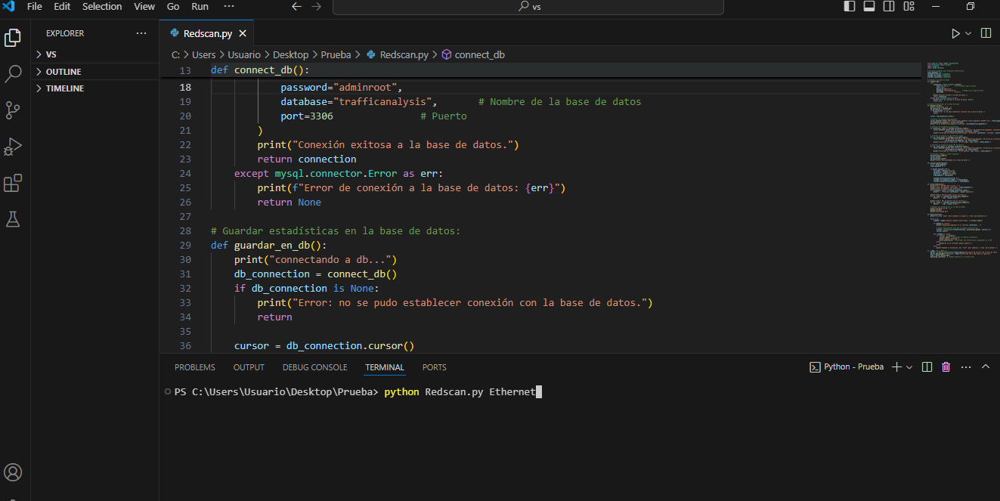 File Edit Selection View Go Run ···
vs
EXPLORER ···
Redscan.py
VS
OUTLINE
TIMELINE
C: > Users > Usuario > Desktop > Prueba > Redscan.py > connect_db
13 def connect_db():
18 password="adminroot",
19 database="trafficanalysis", # Nombre de la base de datos
20 port=3306 # Puerto
21 )
22 print("Conexión exitosa a la base de datos.")
23 return connection
24 except mysql.connector.Error as err:
25 print(f"Error de conexión a la base de datos: {err}")
26 return None
27
28 # Guardar estadísticas en la base de datos:
29 def guardar_en_db():
30 print("connectando a db...")
31 db_connection = connect_db()
32 if db_connection is None:
33 print("Error: no se pudo establecer conexión con la base de datos.")
34 return
35
36 cursor = db_connection.cursor()
PROBLEMS OUTPUT DEBUG CONSOLE TERMINAL PORTS
Python - Prueba
PS C:\Users\Usuario\Desktop\Prueba> python Redscan.py Ethernet